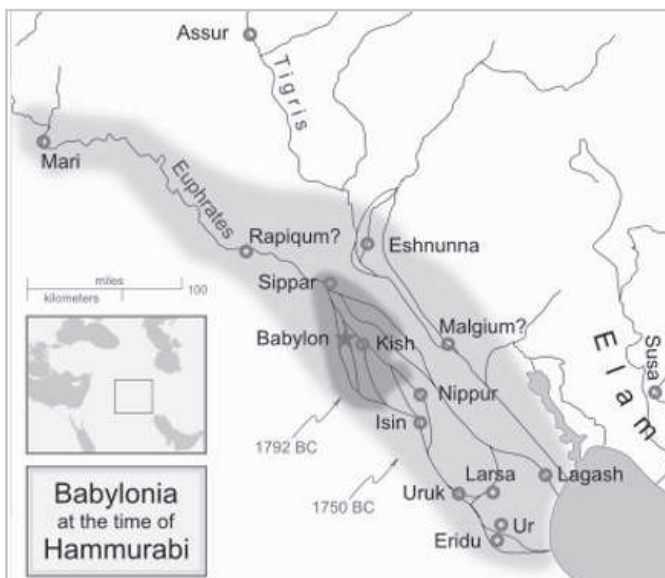 Assur
Tigris
Mari
Euphrates
Rapiqum?
Eshnunna
Sippar
miles
kilometers
100
Babylon
Kish
Malgium?
Susa
Elam
Nippur
1792 BC
Isin
1750 BC
Larsa
Lagash
Uruk
Ur
Eridu
Babylonia
at the time of
Hammurabi